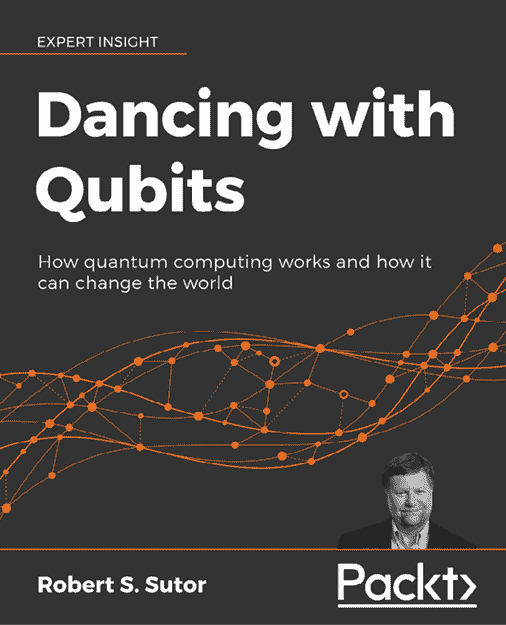 EXPERT INSIGHT
Dancing with
Qubits
How quantum computing works and how it
can change the world
Robert S. Sutor
Packt>